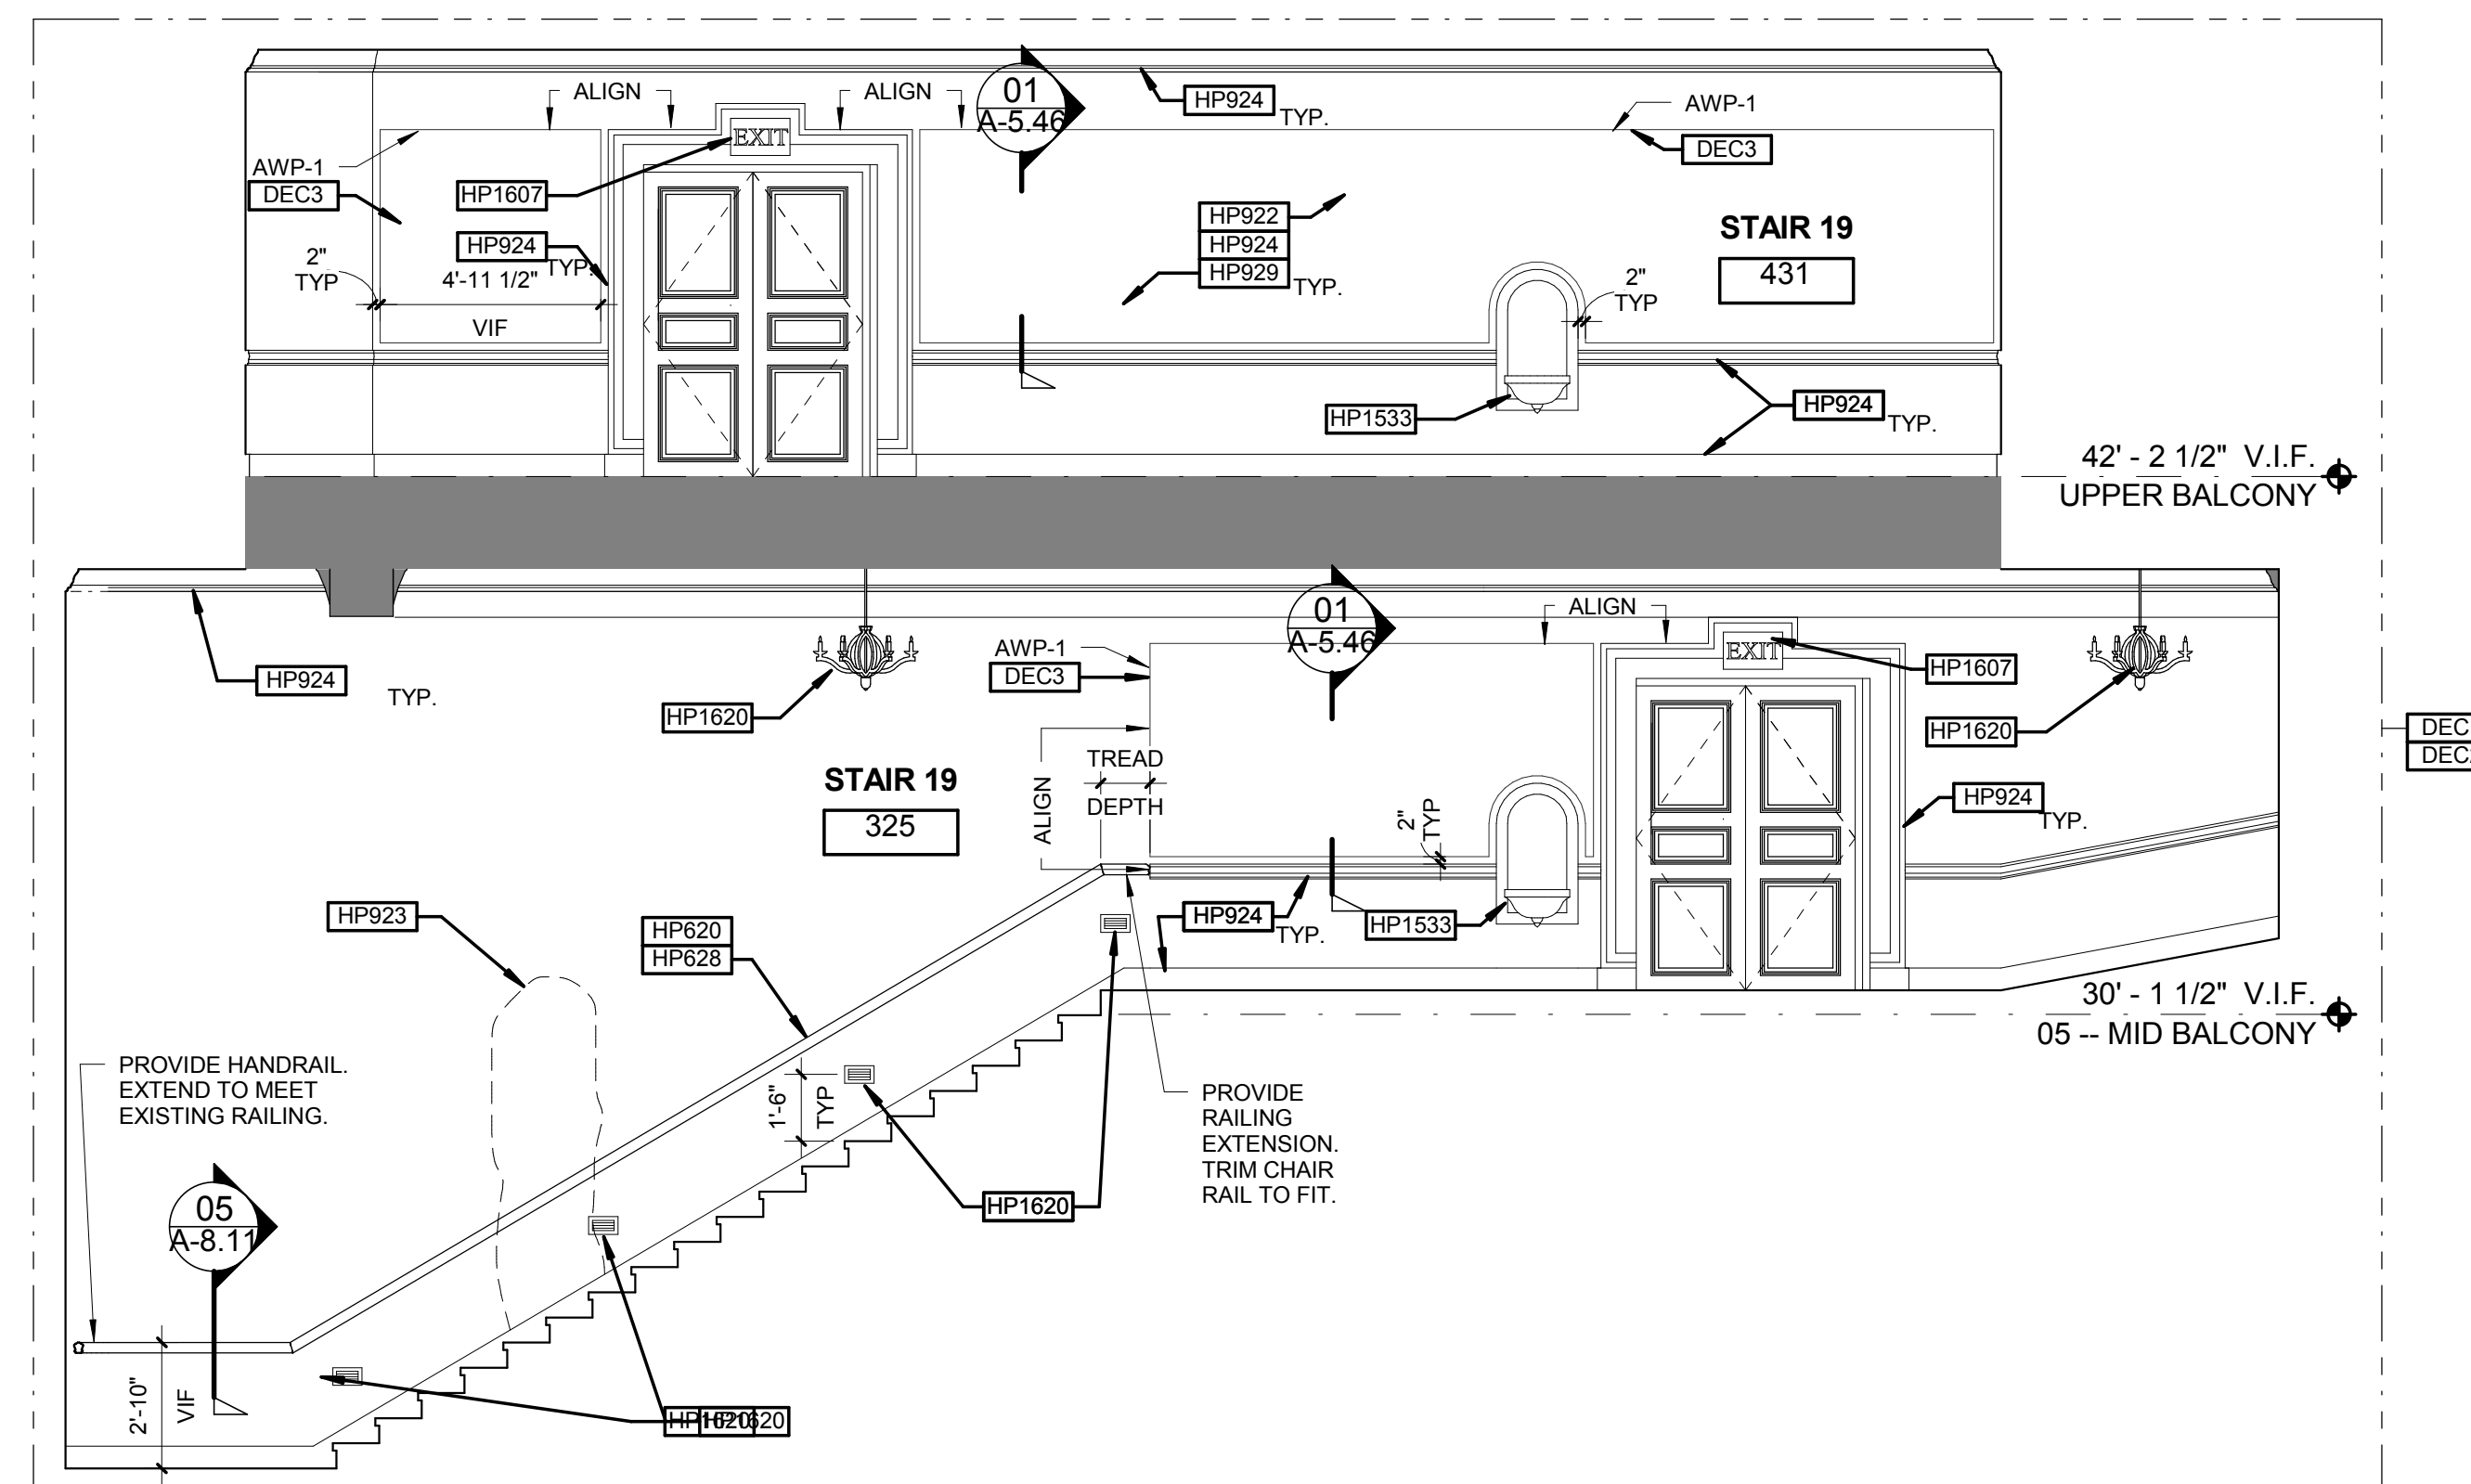 ALIGN
ALIGN
01
A-5.46
HP924
TYP.
AWP-1
DEC3
AWP-1
DEC3
HP1607
EXIT
HP924
TYP.
2"
TYP
4'-11 1/2"
VIF
HP922
HP924
HP929
TYP.
STAIR 19
431
2"
TYP
HP1533
HP924
TYP.
42' - 2 1/2" V.I.F.
UPPER BALCONY
HP924
TYP.
HP1620
AWP-1
DEC3
01
A-5.46
ALIGN
EXIT
HP1607
HP1620
DEC
DEC
STAIR 19
325
ALIGN
TREAD
DEPTH
2"
TYP
HP924
TYP.
HP923
HP620
HP628
HP924
TYP.
HP1533
30' - 1 1/2" V.I.F.
05 -- MID BALCONY
PROVIDE HANDRAIL.
EXTEND TO MEET
EXISTING RAILING.
1'-6"
TYP
PROVIDE
RAILING
EXTENSION.
TRIM CHAIR
RAIL TO FIT.
HP1620
05
A-8.11
2'-10"
VIF
HP1620
HP1620